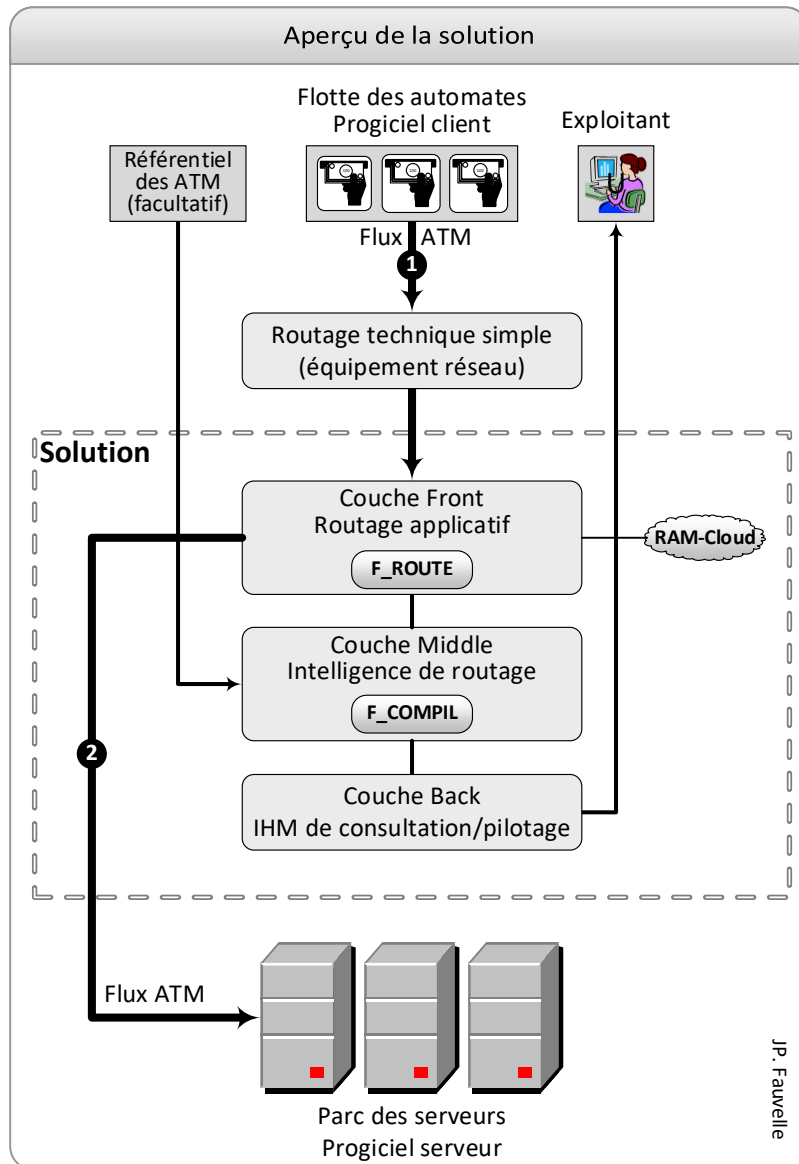 Aperçu de la solution
Flotte des automates
Progiciel client
Exploitant
Référentiel
des ATM
(facultatif)
Flux ATM
1
Routage technique simple
(équipement réseau)
Solution
Couche Front
Routage applicatif
F_ROUTE
RAM-Cloud
Couche Middle
Intelligence de routage
F_COMPIL
2
Couche Back
IHM de consultation/pilotage
Flux ATM
Parc des serveurs
Progiciel serveur
JP. Fauvelle